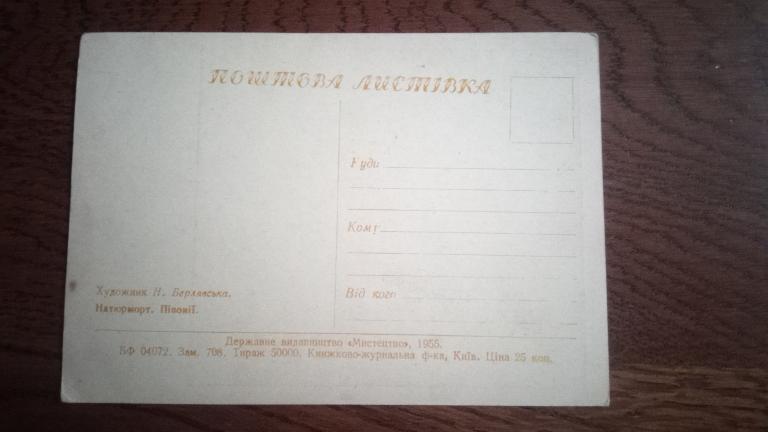 ПОШТОВА ЛИСТІВКА
Куди
Кому
Від кого
Художник Н. Берлявська.
Натюрморт. Півонії.
Державне видавництво «Мистецтво», 1955.
БФ 04072. Зам. 708. Тираж 50000. Книжково-журнальна ф-ка, Київ. Ціна 25 коп.